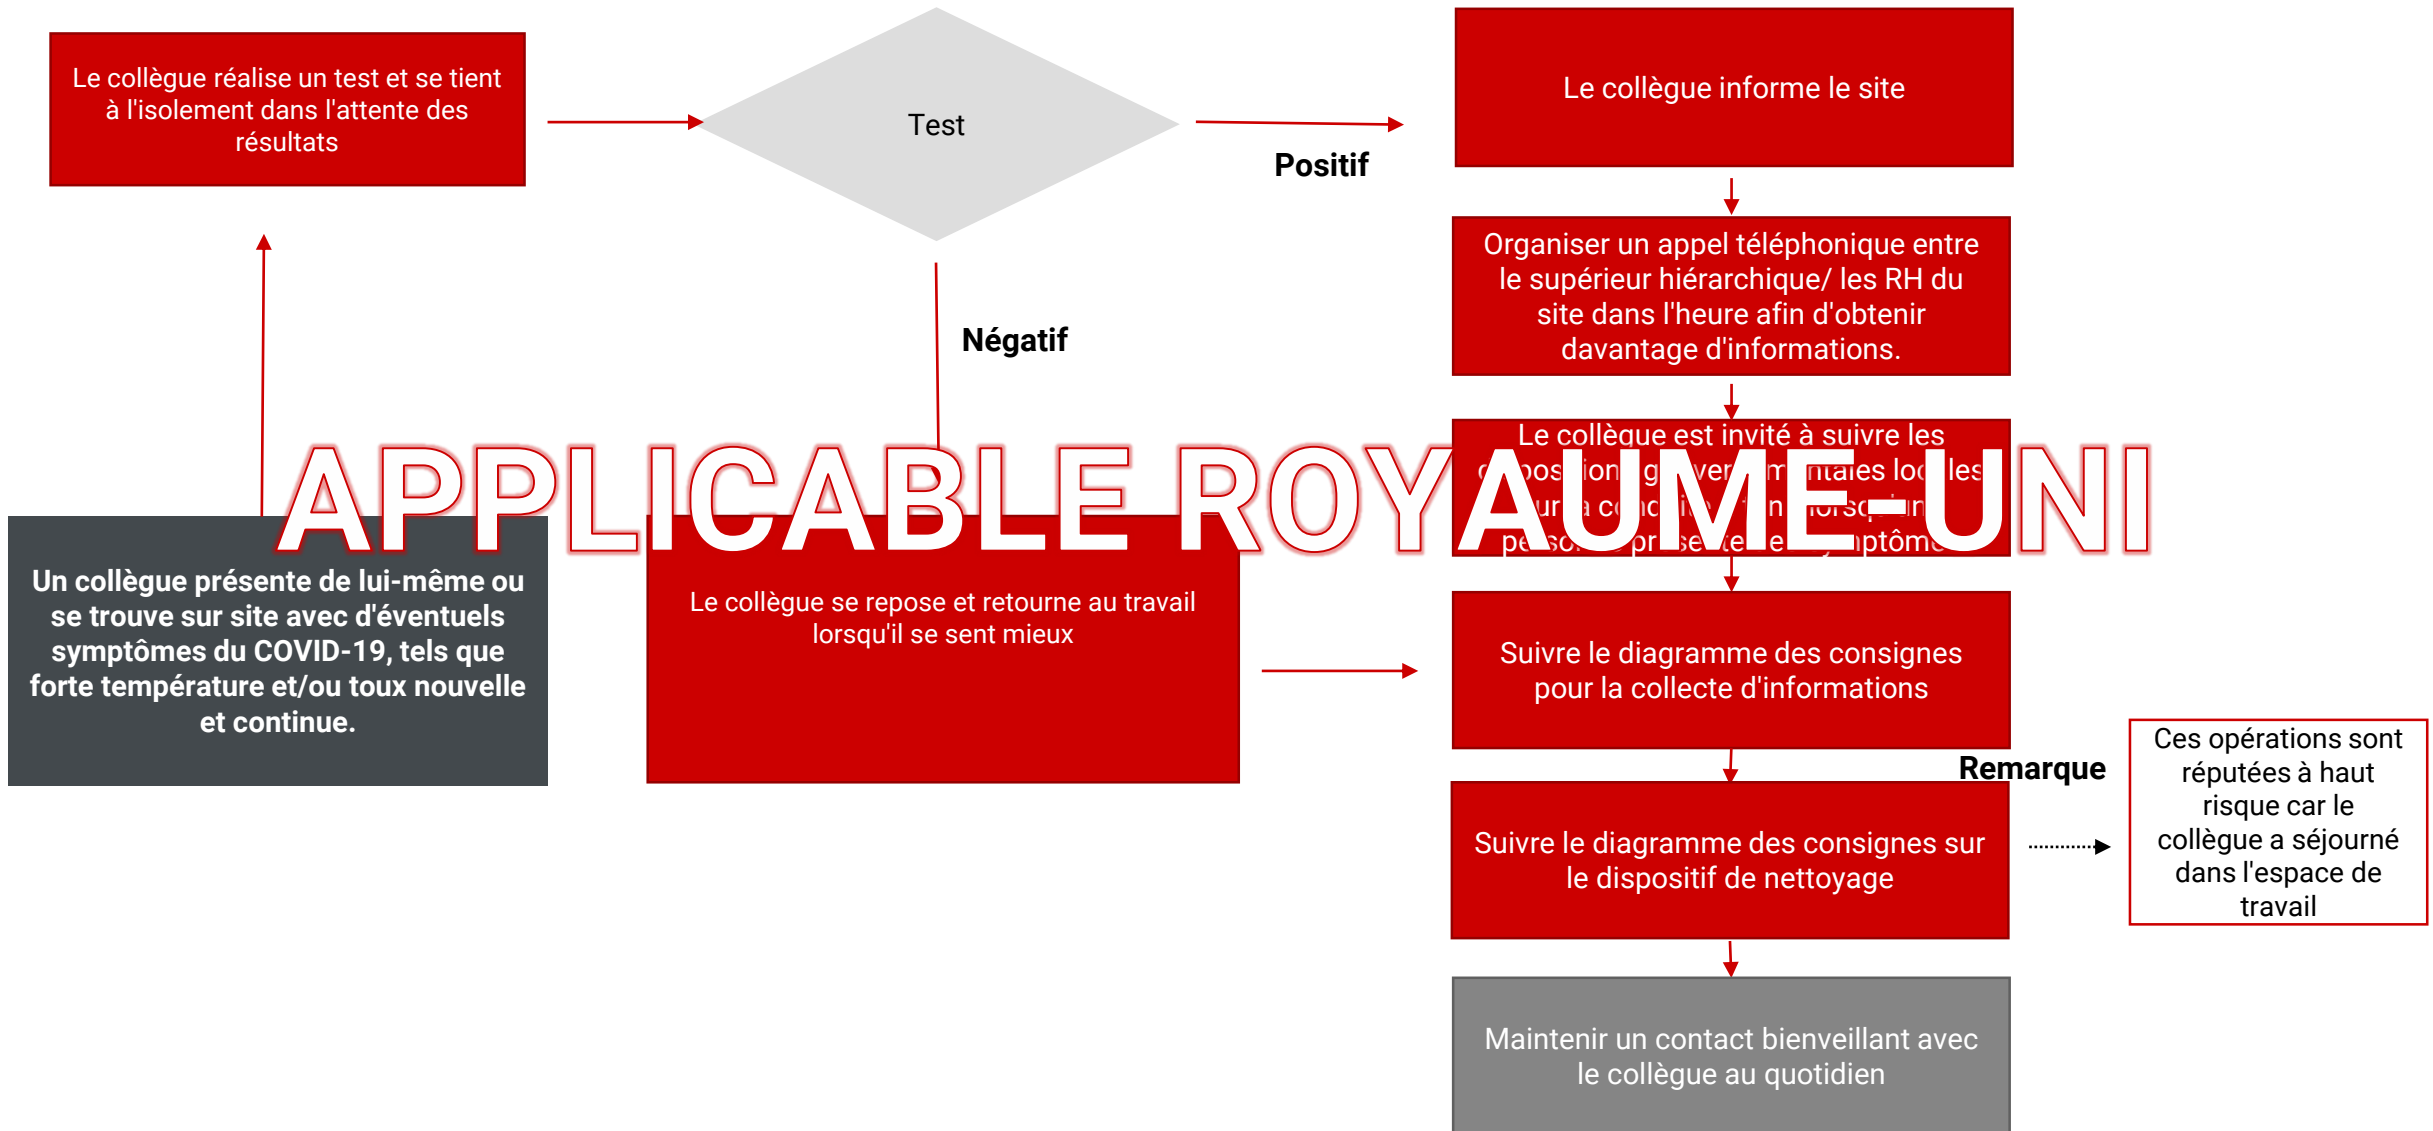 Le collègue réalise un test et se tient
à l'isolement dans l'attente des
résultats
Test
Positif
Négatif
Le collègue informe le site
Organiser un appel téléphonique entre
le supérieur hiérarchique/ les RH du
site dans l'heure afin d'obtenir
davantage d'informations.
Le collègue est invité à suivre les
APPLICABLE ROYAUME-UNI
Un collègue présente de lui-même ou
se trouve sur site avec d'éventuels
symptômes du COVID-19, tels que
forte température et/ou toux nouvelle
et continue.
Le collègue se repose et retourne au travail
lorsqu'il se sent mieux
Suivre le diagramme des consignes
pour la collecte d'informations
Remarque
Suivre le diagramme des consignes sur
le dispositif de nettoyage
Ces opérations sont
réputées à haut
risque car le
collègue a séjourné
dans l'espace de
travail
Maintenir un contact bienveillant avec
le collègue au quotidien